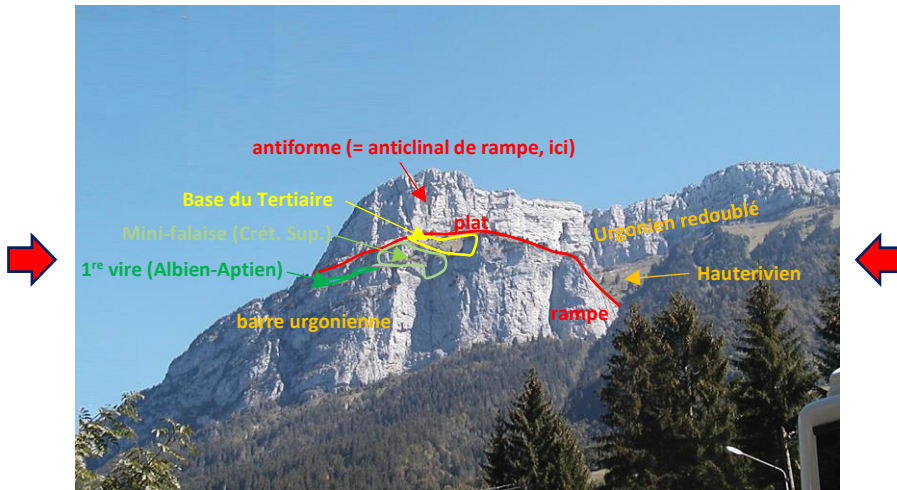 antiforme (= anticlinal de rampe, ici)
Base du Tertiaire
plat
Urgonien redoublé
Mini-falaise (Crét. Sup.)
1re vire (Albien-Aptien)
Hauterivien
barre urgonienne
rampe